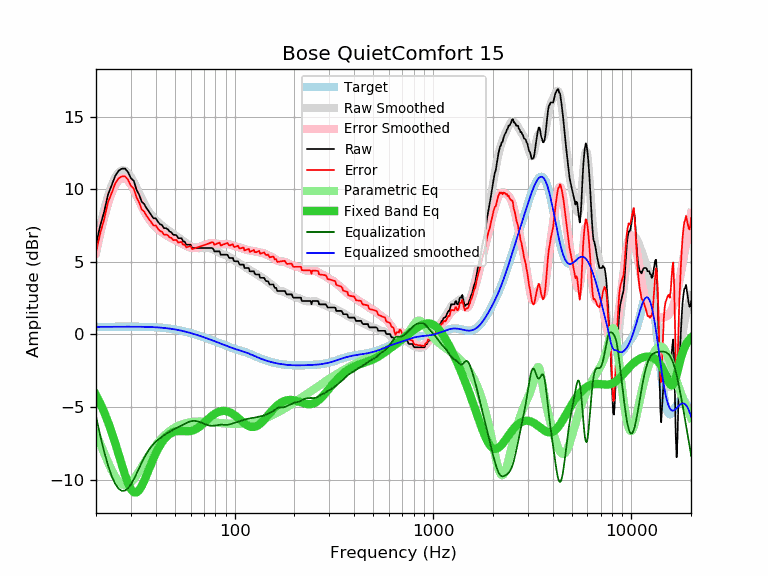 Bose QuietComfort 15
Amplitude (dBr)
15
10
5
0
−5
−10
Target
Raw Smoothed
Error Smoothed
Raw
Error
Parametric Eq
Fixed Band Eq
Equalization
Equalized smoothed
100
1000
10000
Frequency (Hz)